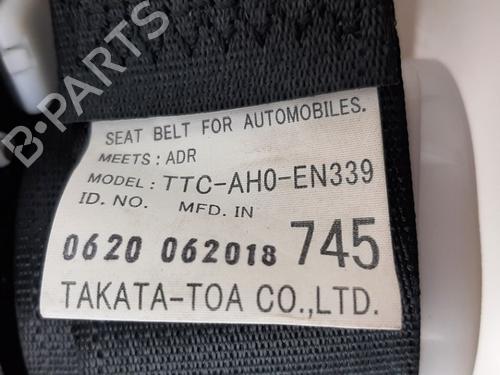 SEAT BELT FOR AUTOMOBILES.
MEETS: ADR
MODEL: TTC-AH0-EN339
ID. NO. MFD. IN
0620 062018 745
TAKATA-TOA CO.,LTD.
B-PARTS